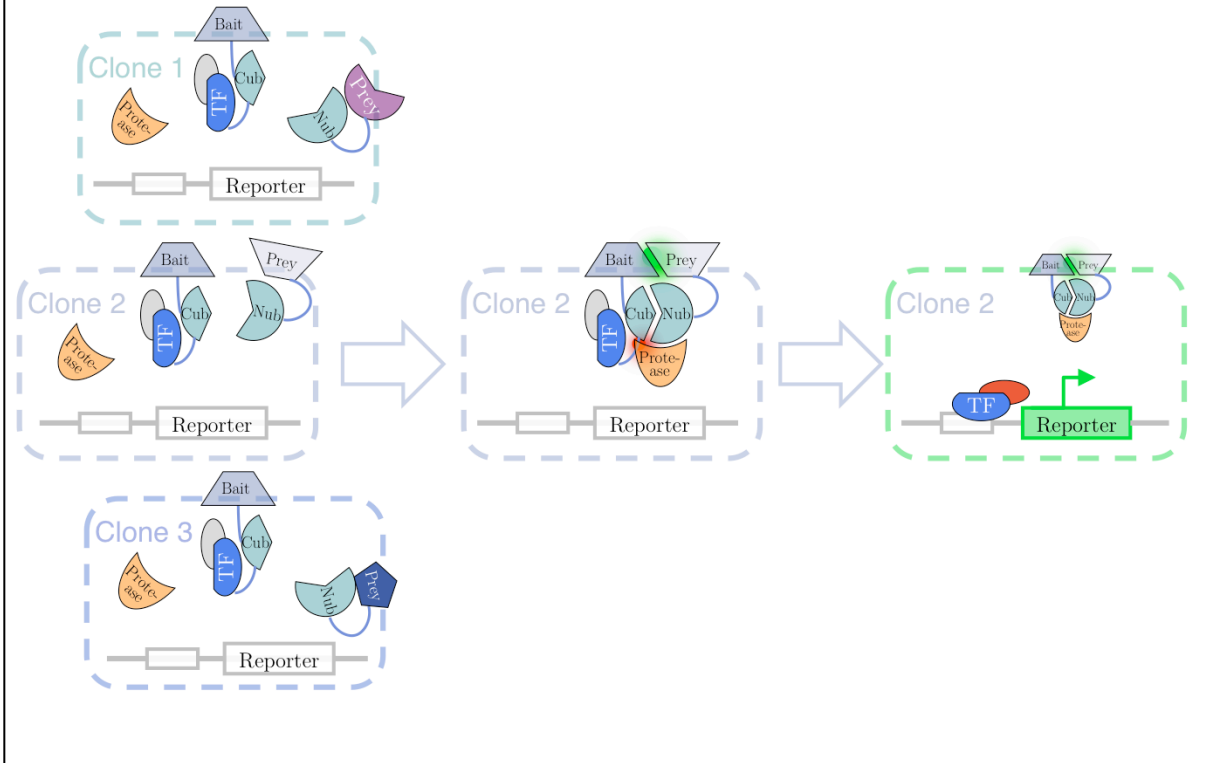 Bait
Clone 1
Cub
TF
Prey
Prote-
ase
Nub
Reporter
Bait
Prey
Clone 2
Cub
Nub
TF
Prote-
ase
Reporter
Bait
Prey
Clone 2
Cub
Nub
TF
Prote-
ase
Reporter
Bait
Prey
Clone 2
Cub
Nub
Prote-
ase
TF
Reporter
Bait
Clone 3
Cub
TF
Prote-
ase
Nub
Prey
Reporter